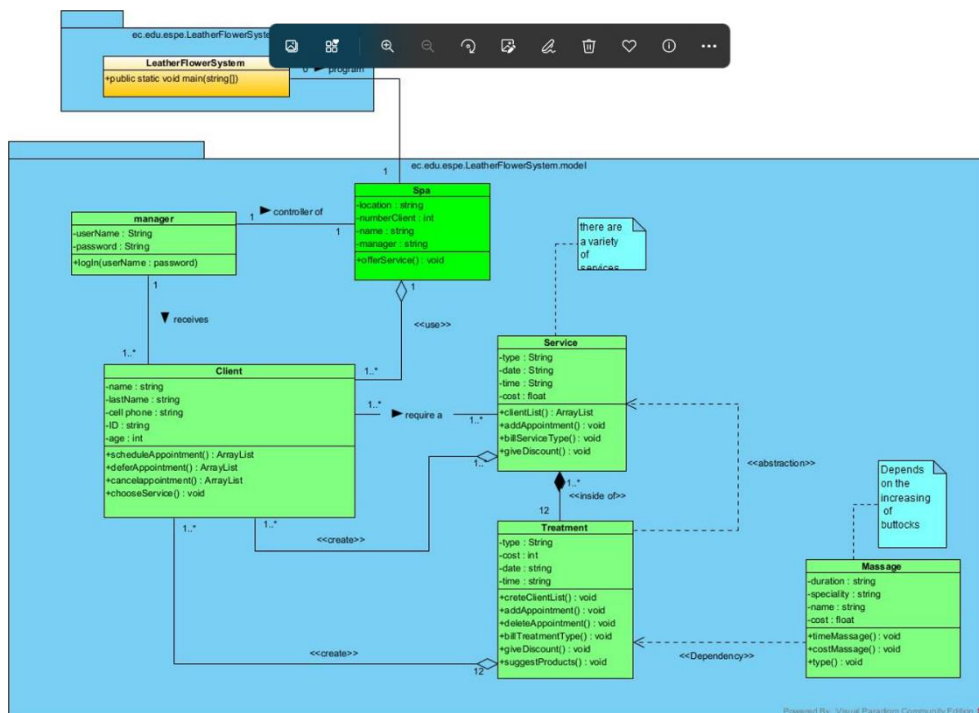 ec.edu.espe.LeatherFlowerSyste
LeatherFlowerSystem
+public static void main(string[])
0
program
ec.edu.espe.LeatherFlowerSystem.model
1
Spa
-location : string
-numberClient : int
-name : string
-manager : string
+offerService() : void
manager
-userName : String
-password : String
+logIn(userName : password)
1
controller of
1
there are
a variety
of
services
1
receives
1..*
1
<<use>>
1..*
Client
-name : string
-lastName : string
-cell phone : string
-ID : string
-age : int
+scheduleAppointment() : ArrayList
+deferAppointment() : ArrayList
+cancelappointment() : ArrayList
+chooseService() : void
1..*
require a
1..*
Service
-type : String
-date : String
-time : String
-cost : float
+clientList() : ArrayList
+addAppointment() : void
+billServiceType() : void
+giveDiscount() : void
1..*
1..*
<<inside of>>
12
<<abstraction>>
1..*
1..*
<<create>>
Treatment
-type : String
-cost : int
-date : string
-time : string
+creteClientList() : void
+addAppointment() : void
+deleteAppointment() : void
+billTreatmentType() : void
+giveDiscount() : void
+suggestProducts() : void
<<create>>
12
Depends
on the
increasing
of
buttocks
Massage
-duration : string
-speciality : string
-name : string
-cost : float
+timeMassage() : void
+costMassage() : void
+type() : void
<<Dependency>>
Powered By Visual Paradigm Community Edition